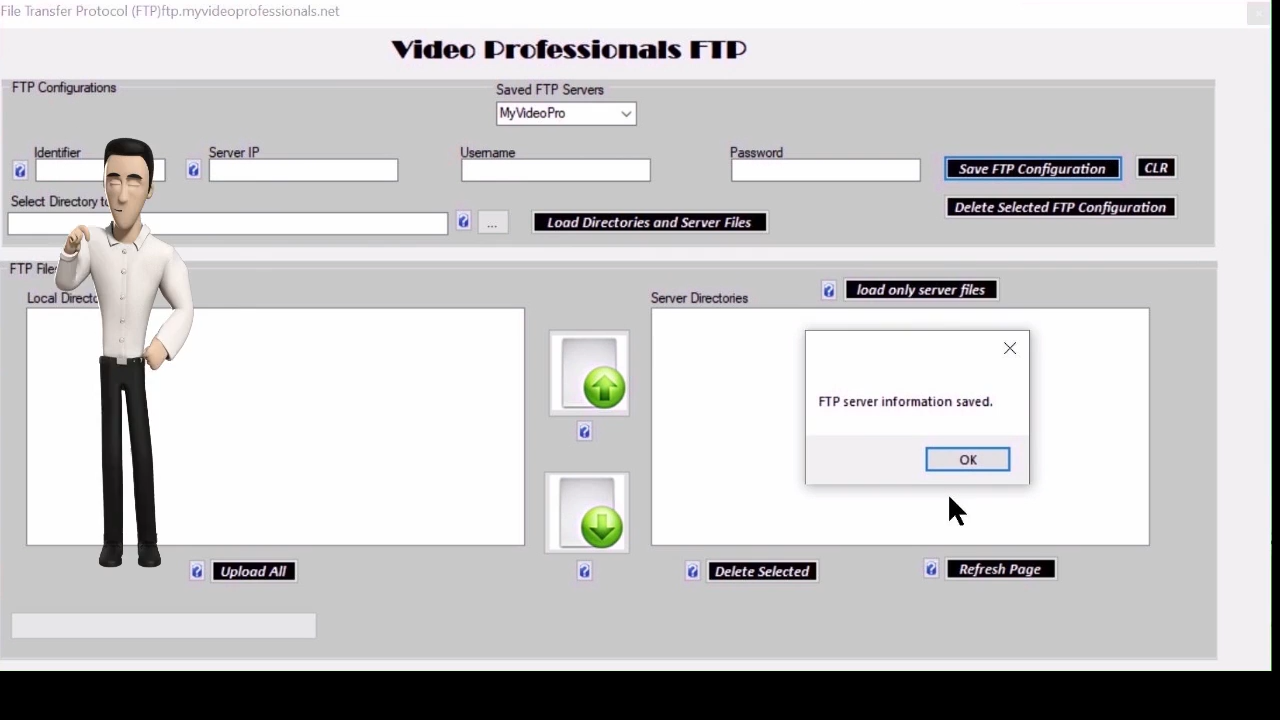 File Transfer Protocol (FTP)ftp.myvideoprofessionals.net
Video Professionals FTP
FTP Configurations
Saved FTP Servers
MyVideoPro
Identifier
Server IP
Username
Password
Save FTP Configuration
CLR
Select Directory
...
Load Directories and Server Files
Delete Selected FTP Configuration
FTP
Local
Server Directories
load only server files
FTP server information saved.
OK
Upload All
Delete Selected
Refresh Page